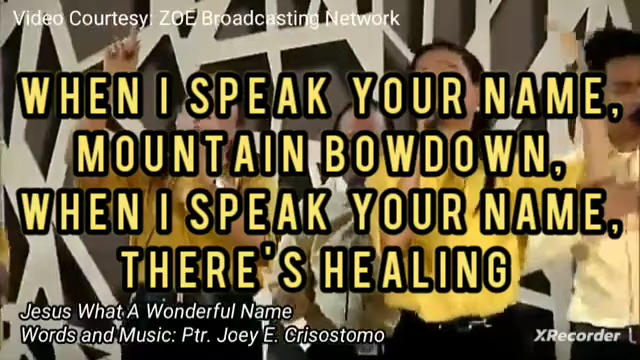 Video Courtesy: ZOE Broadcasting Network
WHEN I SPEAK YOUR NAME,
MOUNTAIN BOWDOWN,
WHEN I SPEAK YOUR NAME,
THERE'S HEALING
Jesus What A Wonderful Name
Words and Music: Ptr. Joey E. Crisostomo
XRecorder